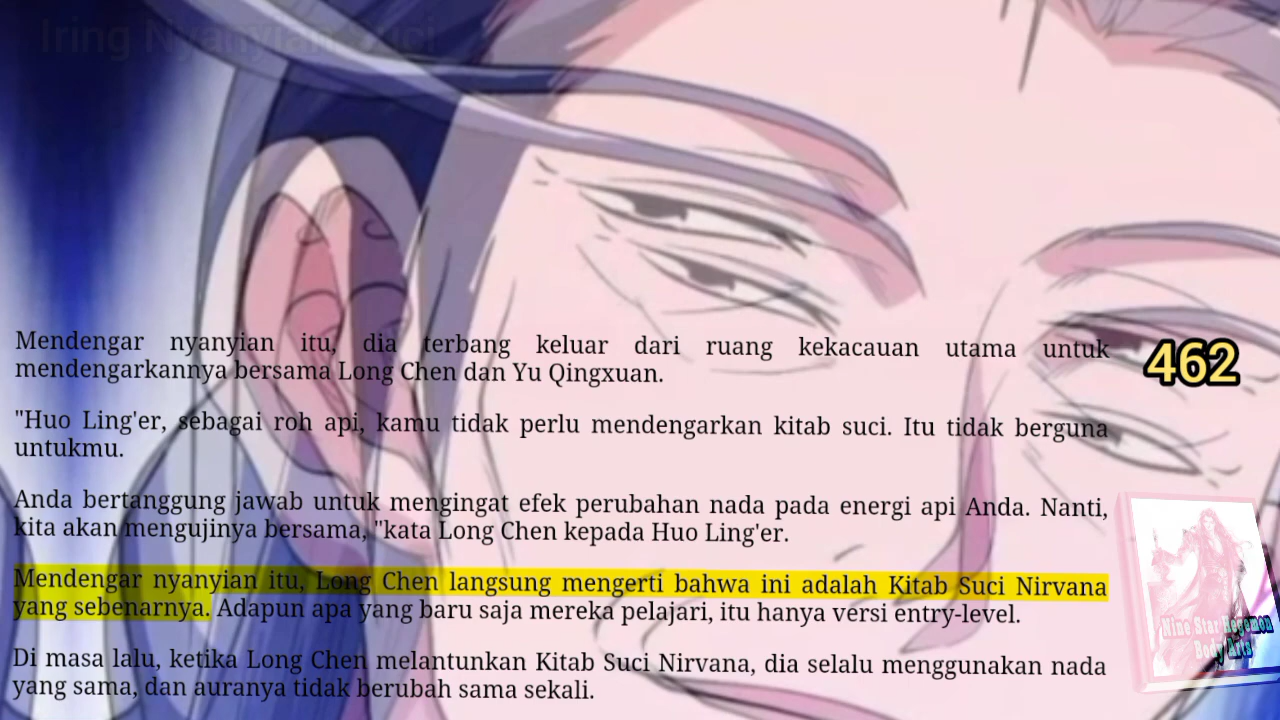 Iring Nyanyian Suci
Mendengar nyanyian itu, dia terbang keluar dari ruang kekacauan utama untuk
mendengarkannya bersama Long Chen dan Yu Qingxuan.
462
"Huo Ling'er, sebagai roh api, kamu tidak perlu mendengarkan kitab suci. Itu tidak berguna
untukmu.
Anda bertanggung jawab untuk mengingat efek perubahan nada pada energi api Anda. Nanti,
kita akan mengujinya bersama, "kata Long Chen kepada Huo Ling'er.
Mendengar nyanyian itu, Long Chen langsung mengerti bahwa ini adalah Kitab Suci Nirvana
yang sebenarnya. Adapun apa yang baru saja mereka pelajari, itu hanya versi entry-level.
Di masa lalu, ketika Long Chen melantunkan Kitab Suci Nirvana, dia selalu menggunakan nada
yang sama, dan auranya tidak berubah sama sekali.
Nine Star Hegemon
Body Arts